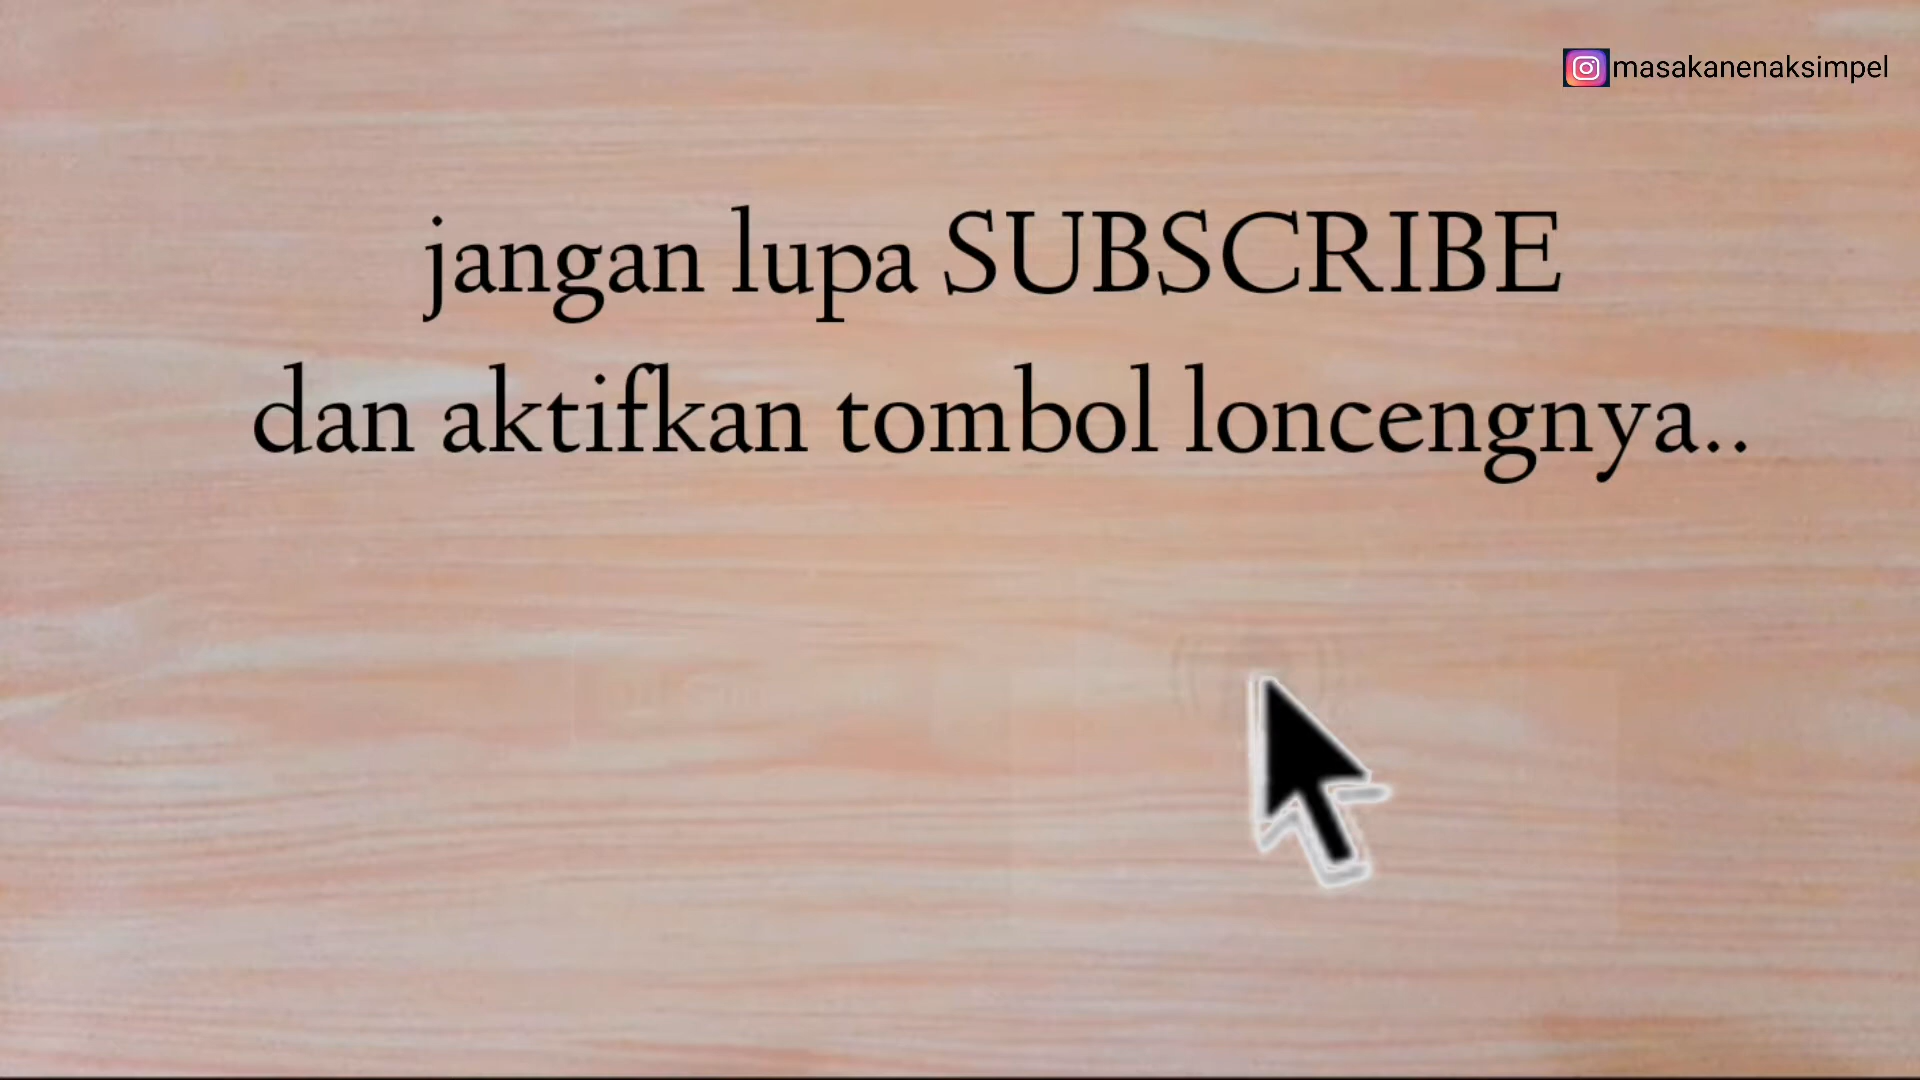 masakanenaksimpel
jangan lupa SUBSCRIBE
dan aktifkan tombol loncengnya..